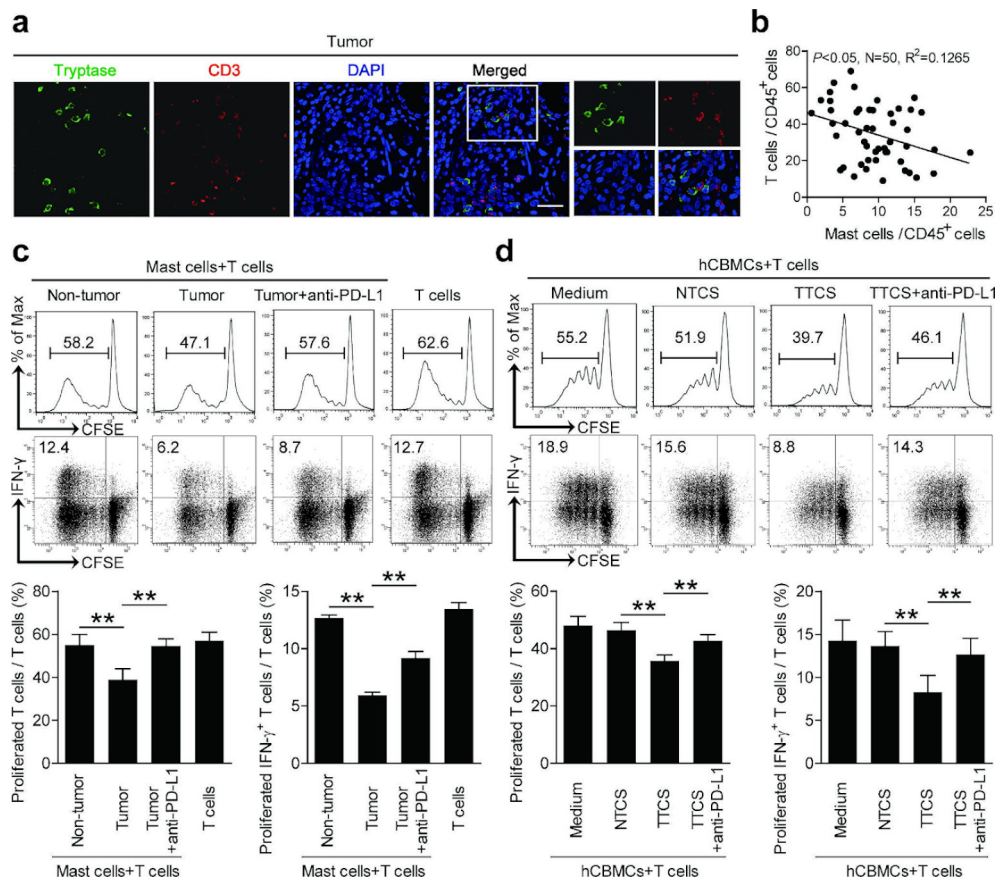 a
Tumor
Tryptase CD3 DAPI Merged
b
P<0.05, N=50, R²=0.1265
T cells / CD45⁺ cells
80
60
40
20
0
0 5 10 15 20 25
Mast cells /CD45⁺ cells
c
Mast cells+T cells
Non-tumor Tumor Tumor+anti-PD-L1 T cells
% of Max
58.2 47.1 57.6 62.6
CFSE
12.4 6.2 8.7 12.7
IFN-γ
CFSE
Proliferated T cells / T cells (%)
80
60
40
20
0
** **
Non-tumor
Tumor
Tumor
+anti-PD-L1
T cells
Mast cells+T cells
Proliferated IFN-γ⁺ T cells / T cells (%)
15
10
5
0
** **
Non-tumor
Tumor
Tumor
+anti-PD-L1
T cells
Mast cells+T cells
d
hCBMCs+T cells
Medium NTCS TTCS TTCS+anti-PD-L1
% of Max
55.2 51.9 39.7 46.1
CFSE
18.9 15.6 8.8 14.3
IFN-γ
CFSE
Proliferated T cells / T cells (%)
60
40
20
0
** **
Medium
NTCS
TTCS
TTCS
+anti-PD-L1
hCBMCs+T cells
Proliferated IFN-γ⁺ T cells / T cells (%)
20
15
10
5
0
** **
Medium
NTCS
TTCS
TTCS
+anti-PD-L1
hCBMCs+T cells